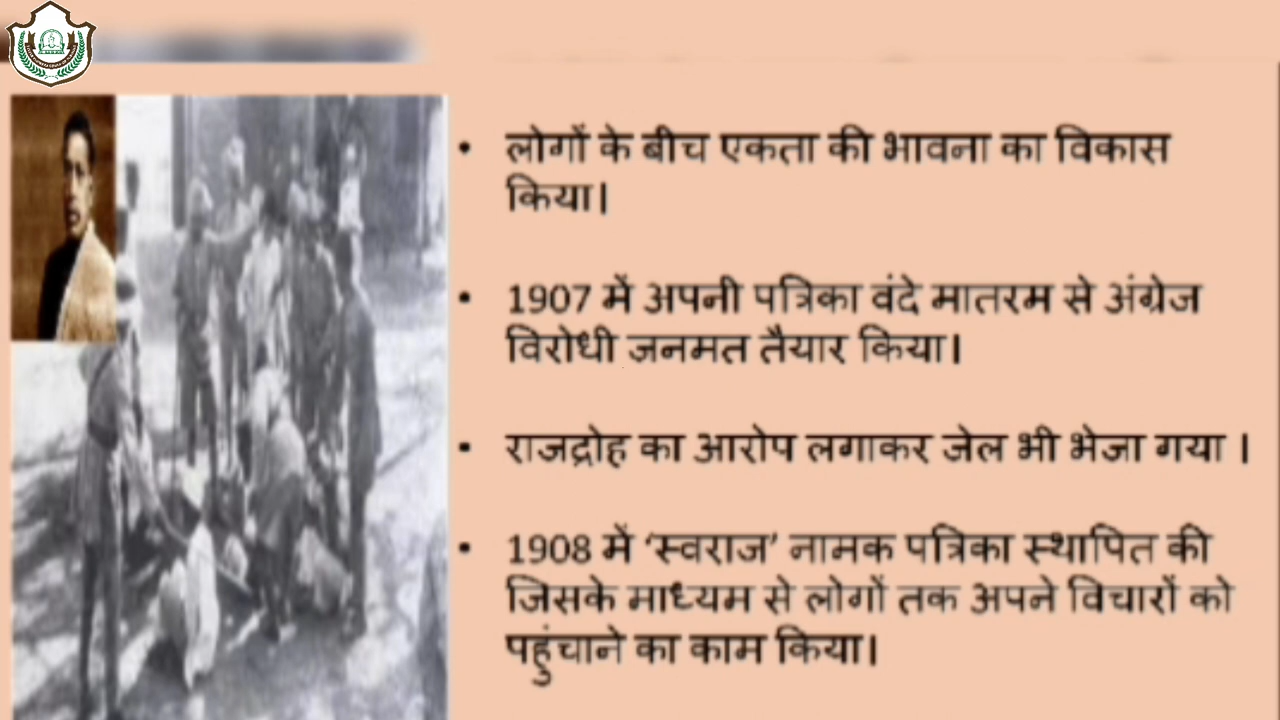 • लोगों के बीच एकता की भावना का विकास
किया।
• 1907 में अपनी पत्रिका वंदे मातरम से अंग्रेज
विरोधी जनमत तैयार किया।
• राजद्रोह का आरोप लगाकर जेल भी भेजा गया ।
• 1908 में ‘स्वराज’ नामक पत्रिका स्थापित की
जिसके माध्यम से लोगों तक अपने विचारों को
पहुंचाने का काम किया।